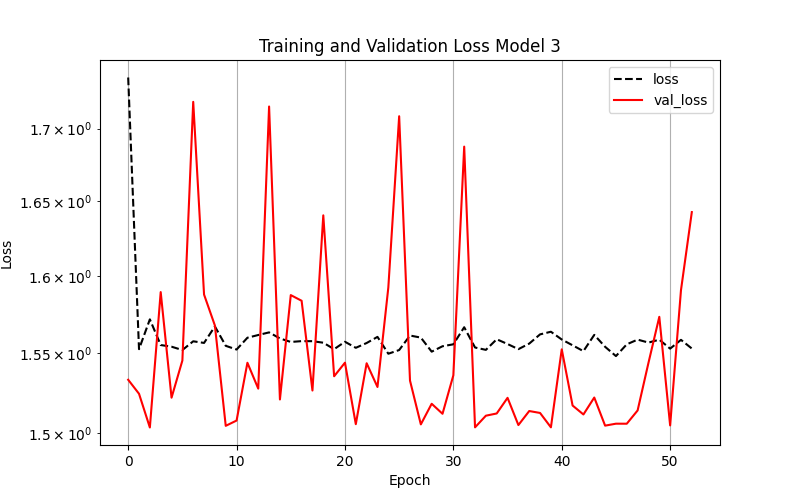 Training and Validation Loss Model 3
loss
val_loss
1.7 × 10⁰
1.65 × 10⁰
1.6 × 10⁰
1.55 × 10⁰
1.5 × 10⁰
Loss
0 10 20 30 40 50
Epoch